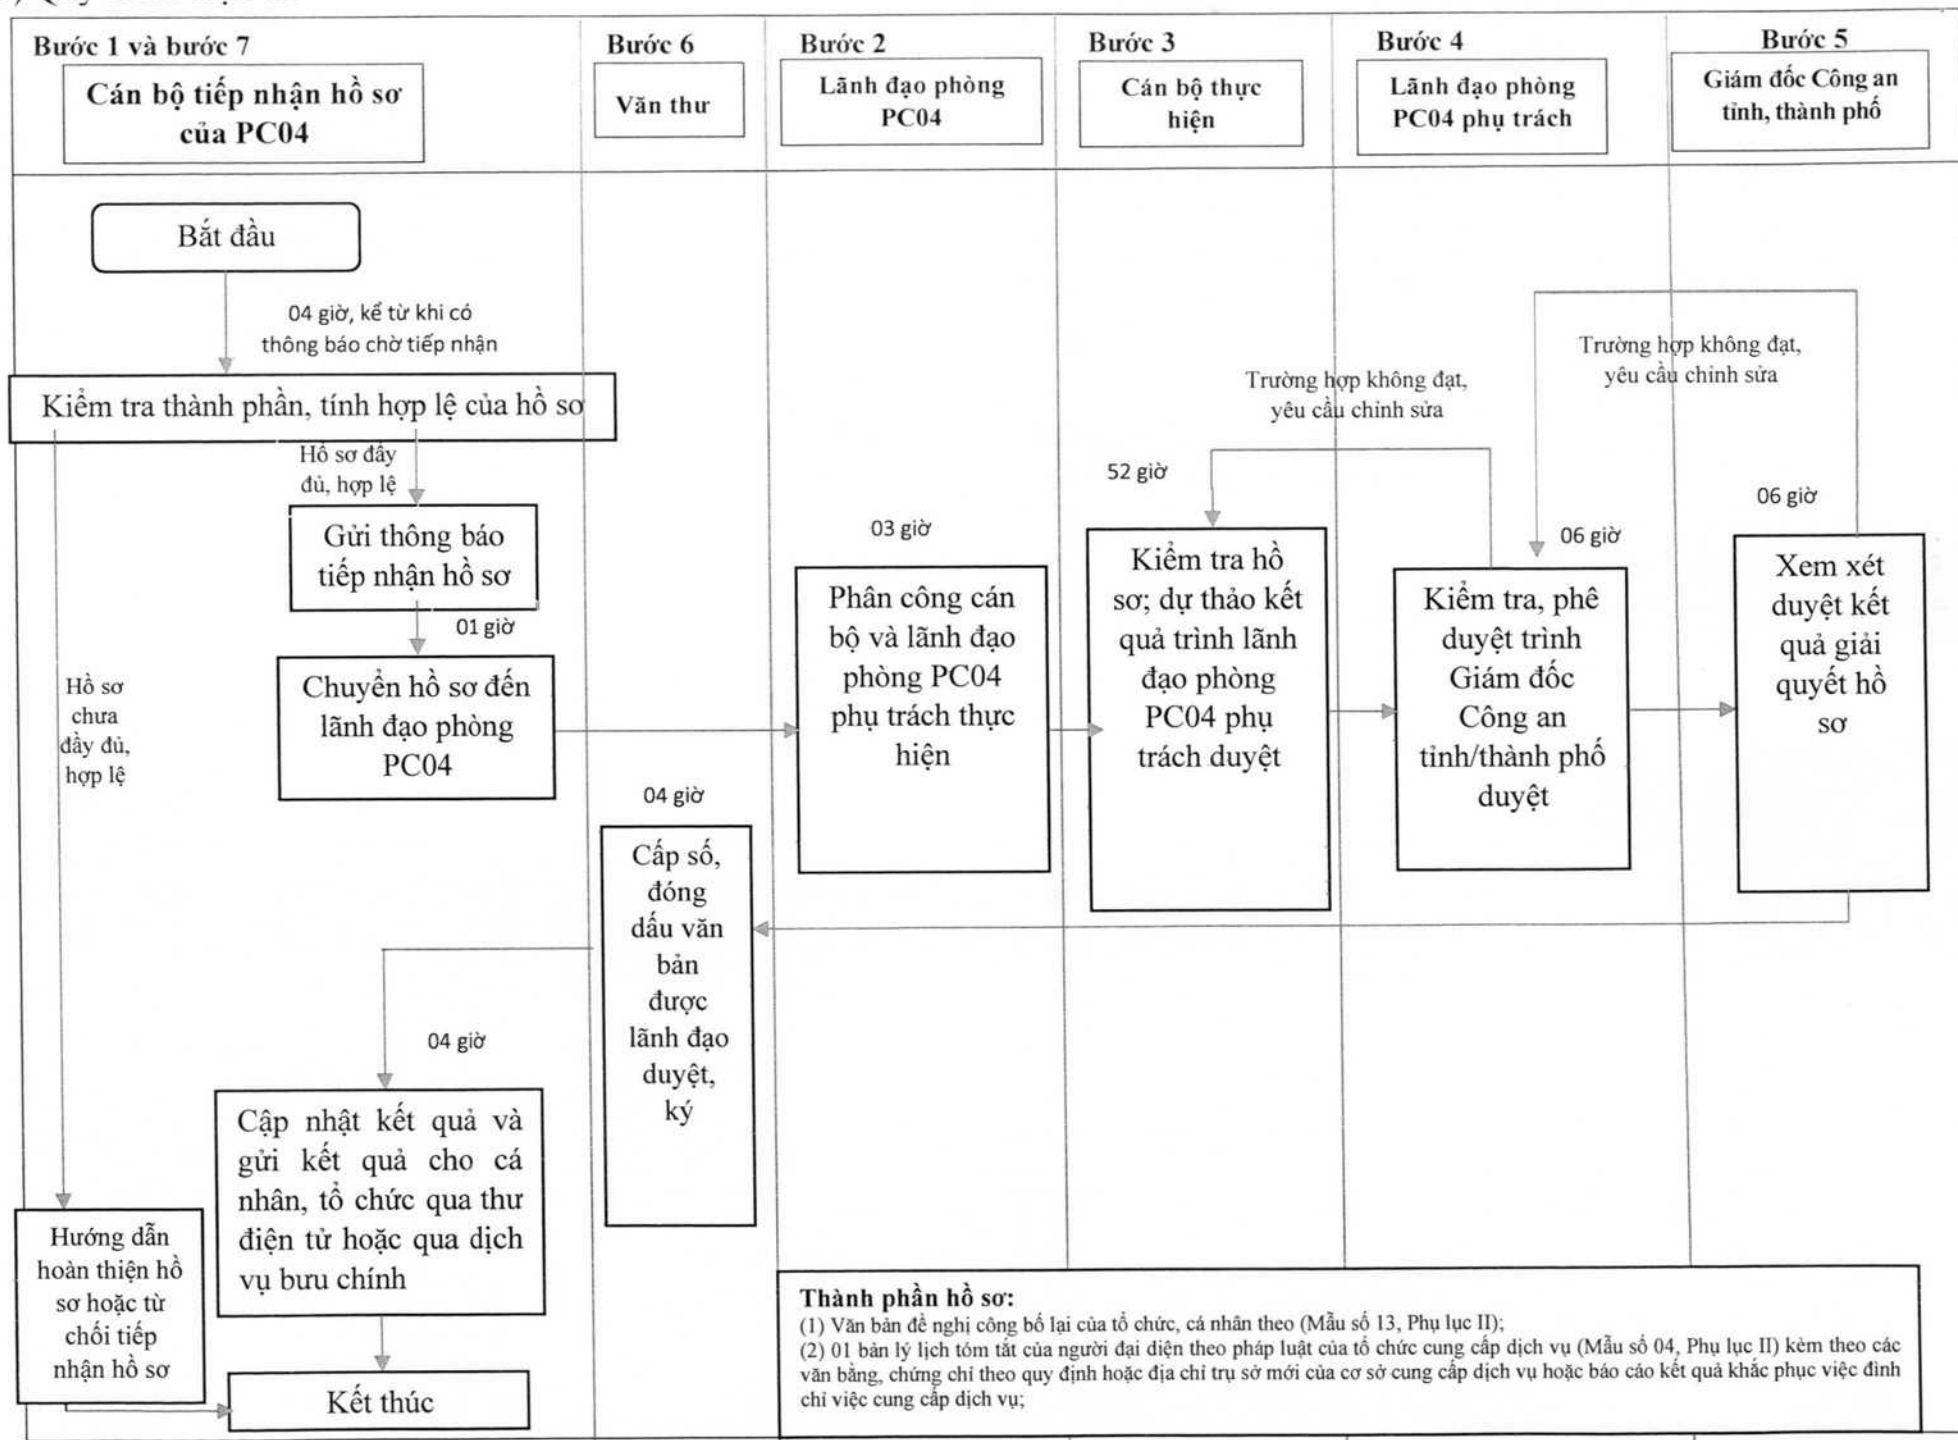 Bước 1 và bước 7
Cán bộ tiếp nhận hồ sơ
của PC04
Bước 6
Văn thư
Bước 2
Lãnh đạo phòng
PC04
Bước 3
Cán bộ thực
hiện
Bước 4
Lãnh đạo phòng
PC04 phụ trách
Bước 5
Giám đốc Công an
tỉnh, thành phố
Bắt đầu
04 giờ, kể từ khi có
thông báo chờ tiếp nhận
Kiểm tra thành phần, tính hợp lệ của hồ sơ
Hồ sơ đầy
đủ, hợp lệ
Gửi thông báo
tiếp nhận hồ sơ
01 giờ
Chuyển hồ sơ đến
lãnh đạo phòng
PC04
Hồ sơ
chưa
đầy đủ,
hợp lệ
03 giờ
Phân công cán
bộ và lãnh đạo
phòng PC04
phụ trách thực
hiện
Trường hợp không đạt,
yêu cầu chỉnh sửa
52 giờ
Kiểm tra hồ
sơ; dự thảo kết
quả trình lãnh
đạo phòng
PC04 phụ
trách duyệt
Trường hợp không đạt,
yêu cầu chỉnh sửa
06 giờ
Kiểm tra, phê
duyệt trình
Giám đốc
Công an
tỉnh/thành phố
duyệt
06 giờ
Xem xét
duyệt kết
quả giải
quyết hồ
sơ
04 giờ
Cấp số,
đóng
dấu văn
bản
được
lãnh đạo
duyệt,
ký
04 giờ
Cập nhật kết quả và
gửi kết quả cho cá
nhân, tổ chức qua thư
điện tử hoặc qua dịch
vụ bưu chính
Hướng dẫn
hoàn thiện hồ
sơ hoặc từ
chối tiếp
nhận hồ sơ
Kết thúc
Thành phần hồ sơ:
(1) Văn bản đề nghị công bố lại của tổ chức, cá nhân theo (Mẫu số 13, Phụ lục II);
(2) 01 bản lý lịch tóm tắt của người đại diện theo pháp luật của tổ chức cung cấp dịch vụ (Mẫu số 04, Phụ lục II) kèm theo các
văn bằng, chứng chỉ theo quy định hoặc địa chỉ trụ sở mới của cơ sở cung cấp dịch vụ hoặc báo cáo kết quả khắc phục việc đình
chỉ việc cung cấp dịch vụ;